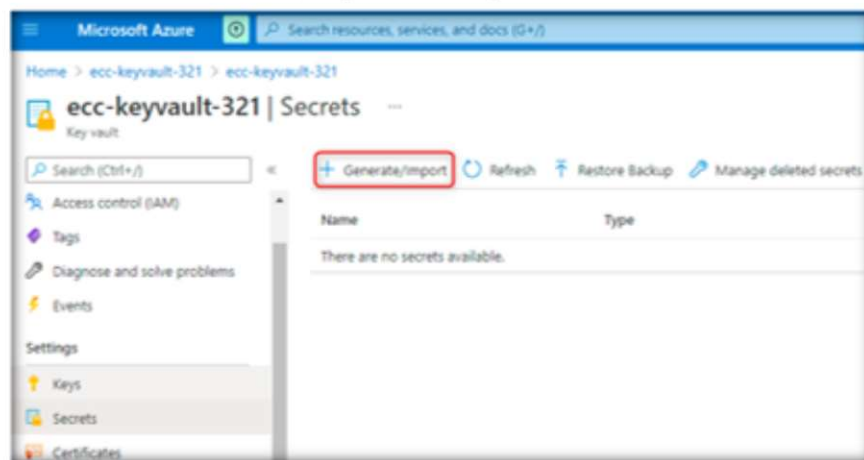 Microsoft Azure
Search resources, services, and docs (G+/)
Home > ecc-keyvault-321 > ecc-keyvault-321
ecc-keyvault-321 | Secrets ...
Key vault
Search (Ctrl+/)
«
Generate/Import
Refresh
Restore Backup
Manage deleted secrets
Access control (IAM)
Tags
Diagnose and solve problems
Events
Settings
Keys
Secrets
Certificates
Name
Type
There are no secrets available.